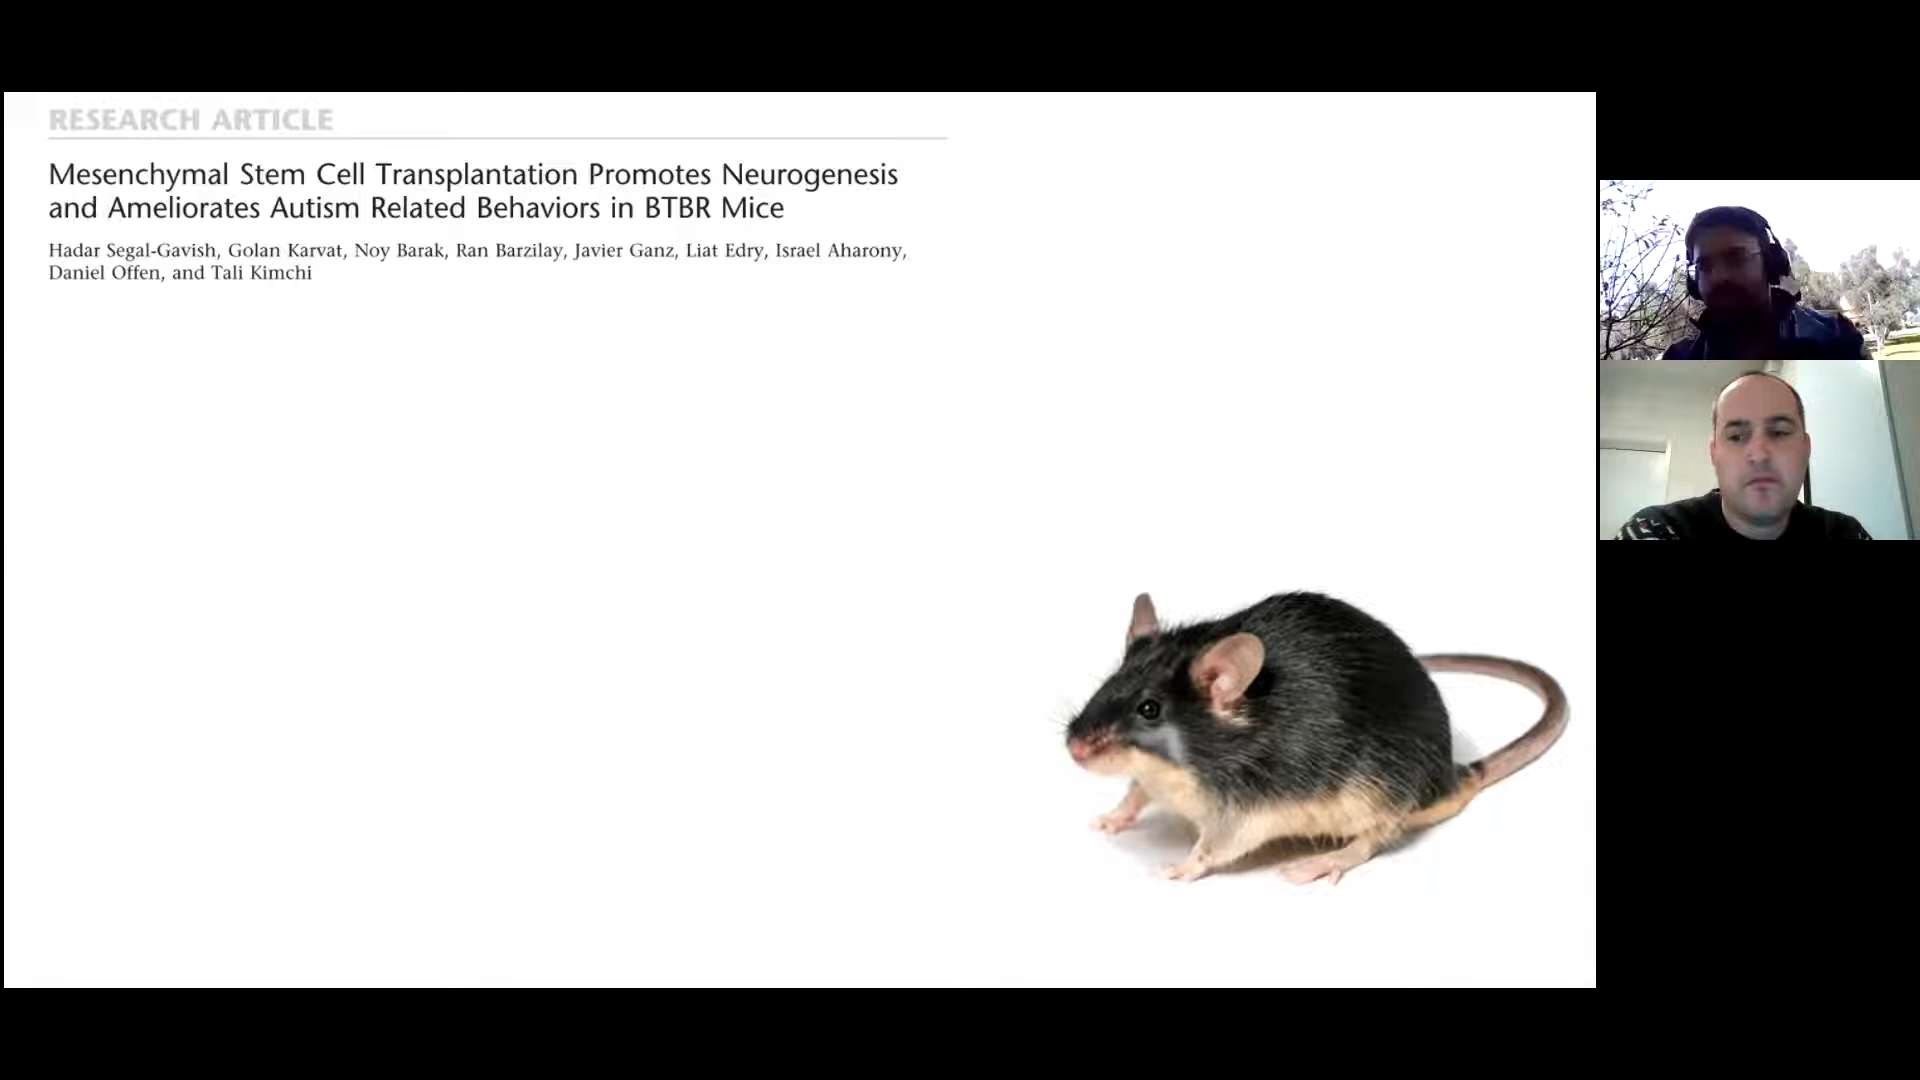 RESEARCH ARTICLE
Mesenchymal Stem Cell Transplantation Promotes Neurogenesis
and Ameliorates Autism Related Behaviors in BTBR Mice
Hadar Segal-Gavish, Golan Karvat, Noy Barak, Ran Barzilay, Javier Ganz, Liat Edry, Israel Aharony,
Daniel Offen, and Tali Kimchi